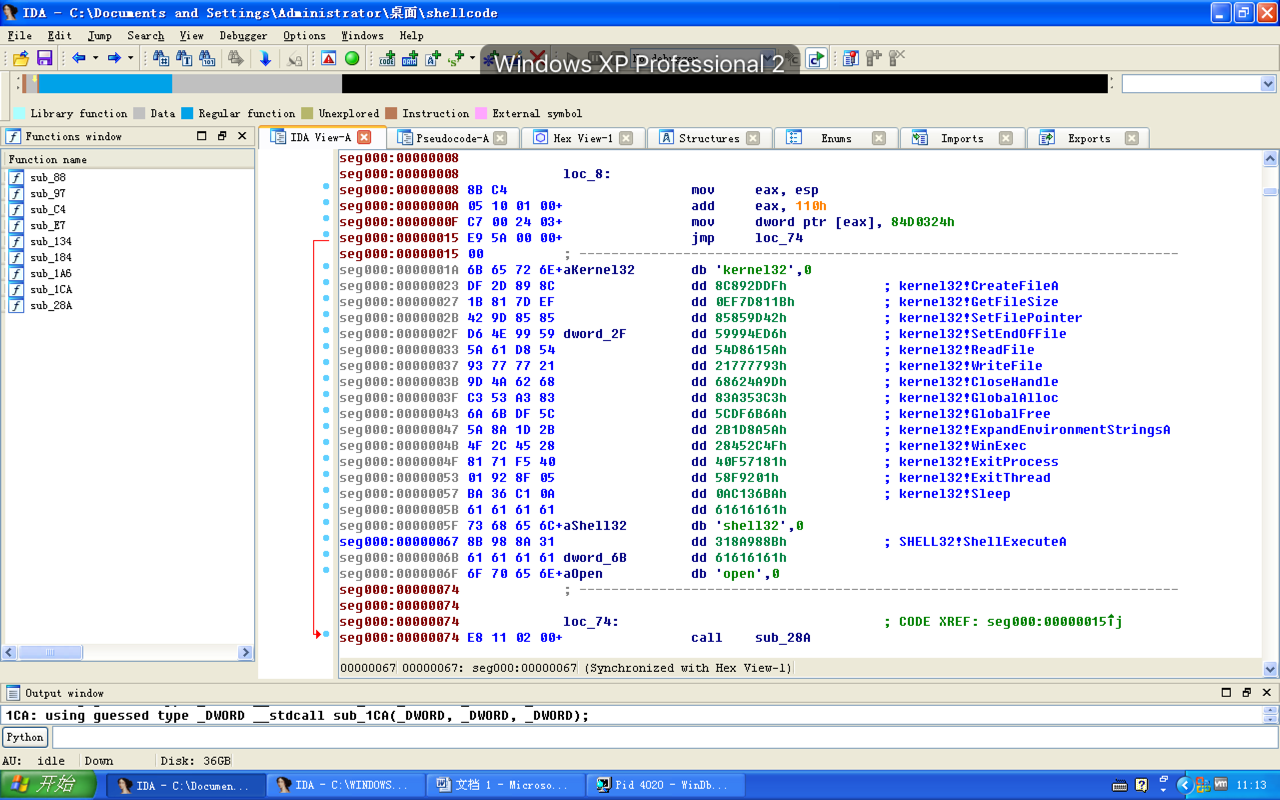 IDA - C:\Documents and Settings\Administrator\桌面\shellcode
File Edit Jump Search View Debugger Options Windows Help
Windows XP Professional 2
Library function Data Regular function Unexplored Instruction External symbol
Functions window
IDA View-A Pseudocode-A Hex View-1 Structures Enums Imports Exports
Function name
sub_88
sub_97
sub_C4
sub_E7
sub_134
sub_184
sub_1A6
sub_1CA
sub_28A
seg000:00000008
seg000:00000008 loc_8:
seg000:00000008 8B C4 mov eax, esp
seg000:0000000A 05 10 01 00+ add eax, 110h
seg000:0000000F C7 00 24 03+ mov dword ptr [eax], 84D0324h
seg000:00000015 E9 5A 00 00+ jmp loc_74
seg000:00000015 00 ; ---------------------------------------------------------------------------
seg000:0000001A 6B 65 72 6E+aKernel32 db 'kernel32',0
seg000:00000023 DF 2D 89 8C dd 8C892DDFh ; kernel32!CreateFileA
seg000:00000027 1B 81 7D EF dd 0EF7D811Bh ; kernel32!GetFileSize
seg000:0000002B 42 9D 85 85 dd 85859D42h ; kernel32!SetFilePointer
seg000:0000002F D6 4E 99 59 dword_2F dd 59994ED6h ; kernel32!SetEndOfFile
seg000:00000033 5A 61 D8 54 dd 54D8615Ah ; kernel32!ReadFile
seg000:00000037 93 77 77 21 dd 21777793h ; kernel32!WriteFile
seg000:0000003B 9D 4A 62 68 dd 68624A9Dh ; kernel32!CloseHandle
seg000:0000003F C3 53 A3 83 dd 83A353C3h ; kernel32!GlobalAlloc
seg000:00000043 6A 6B DF 5C dd 5CDF6B6Ah ; kernel32!GlobalFree
seg000:00000047 5A 8A 1D 2B dd 2B1D8A5Ah ; kernel32!ExpandEnvironmentStringsA
seg000:0000004B 4F 2C 45 28 dd 28452C4Fh ; kernel32!WinExec
seg000:0000004F 81 71 F5 40 dd 40F57181h ; kernel32!ExitProcess
seg000:00000053 01 92 8F 05 dd 58F9201h ; kernel32!ExitThread
seg000:00000057 BA 36 C1 0A dd 0AC136BAh ; kernel32!Sleep
seg000:0000005B 61 61 61 61 dd 61616161h
seg000:0000005F 73 68 65 6C+aShell32 db 'shell32',0
seg000:00000067 8B 98 8A 31 dd 318A988Bh ; SHELL32!ShellExecuteA
seg000:0000006B 61 61 61 61 dword_6B dd 61616161h
seg000:0000006F 6F 70 65 6E+aOpen db 'open',0
seg000:00000074 ; ---------------------------------------------------------------------------
seg000:00000074
seg000:00000074 loc_74: ; CODE XREF: seg000:00000015↑j
seg000:00000074 E8 11 02 00+ call sub_28A
00000067 00000067: seg000:00000067 (Synchronized with Hex View-1)
Output window
1CA: using guessed type _DWORD __stdcall sub_1CA(_DWORD, _DWORD, _DWORD);
Python
AU: idle Down Disk: 36GB
开始 IDA - C:\Documen... IDA - C:\WINDOWS... 文档 1 - Microso... Pid 4020 - WinDb... 11:13